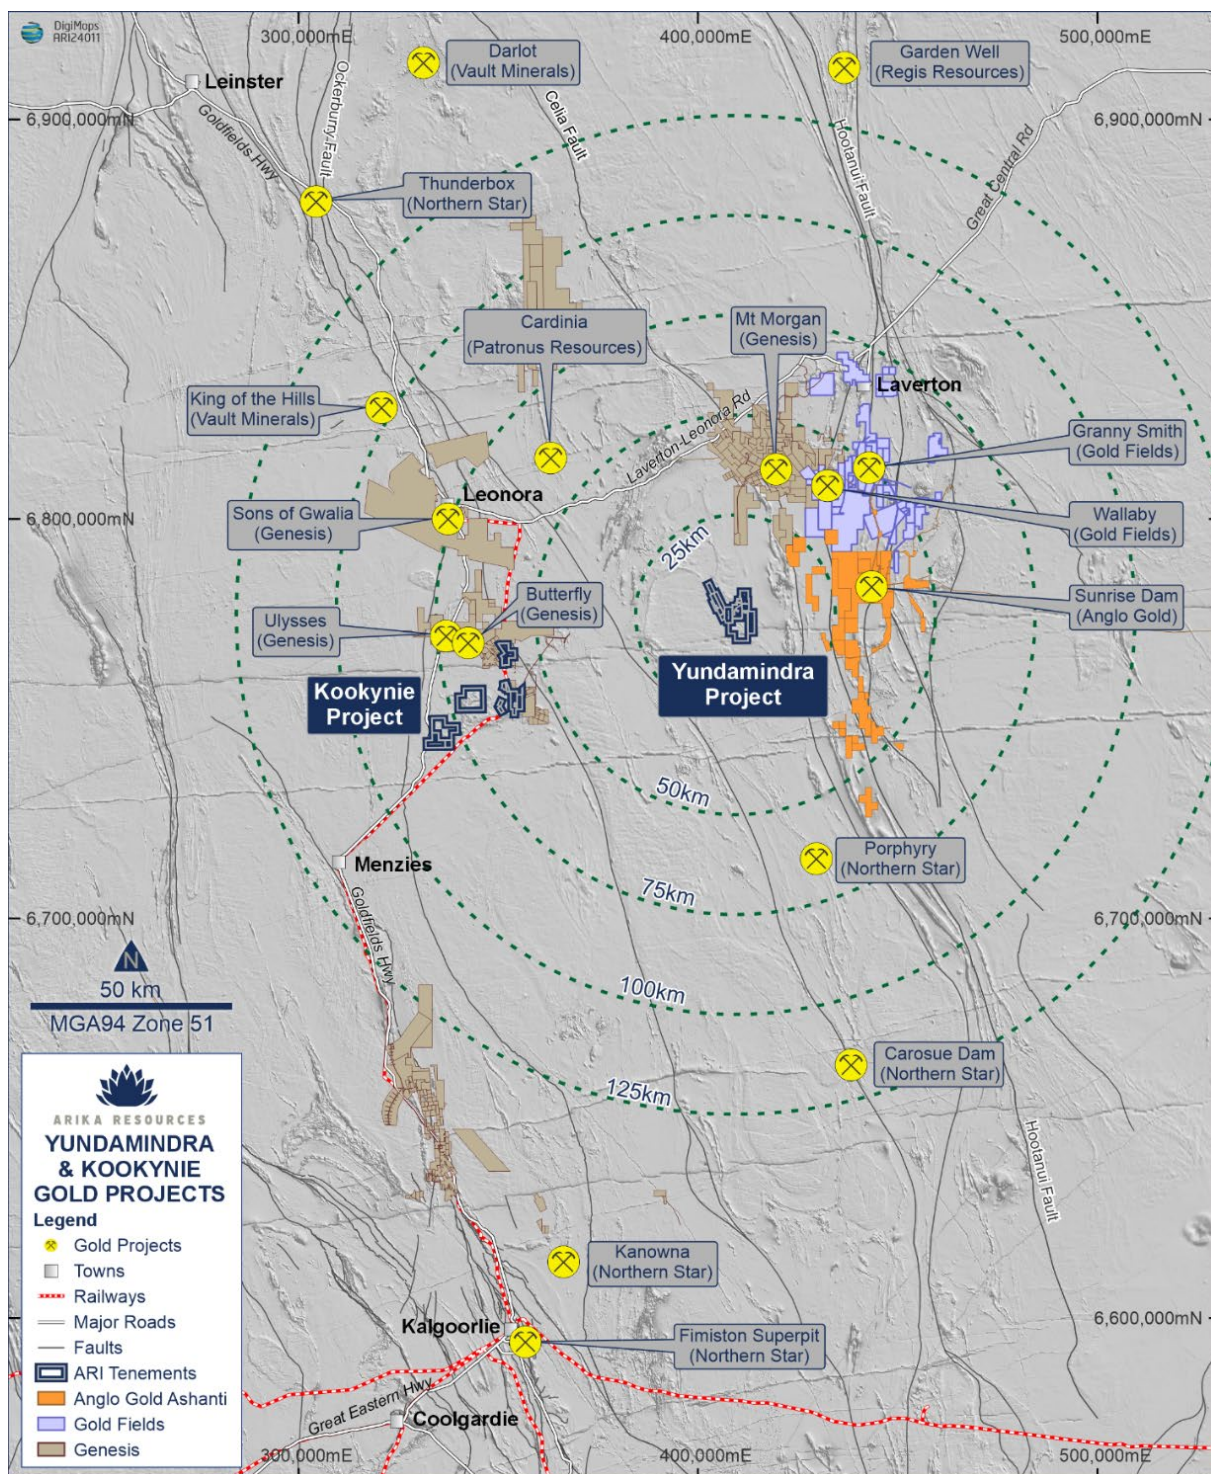 DigiMaps
ARI24011
300,000mE
400,000mE
500,000mE
Darlot
(Vault Minerals)
Garden Well
(Regis Resources)
Leinster
Ockerburry Fault
Celia Fault
Goldfields Hwy
6,900,000mN
6,900,000mN
Hootanui Fault
Great Central Rd
Thunderbox
(Northern Star)
Cardinia
(Patronus Resources)
Mt Morgan
(Genesis)
Laverton
King of the Hills
(Vault Minerals)
Laverton-Leonora Rd
Granny Smith
(Gold Fields)
Leonora
Sons of Gwalia
(Genesis)
6,800,000mN
6,800,000mN
Wallaby
(Gold Fields)
25km
Butterfly
(Genesis)
Sunrise Dam
(Anglo Gold)
Ulysses
(Genesis)
Kookynie
Project
Yundamindra
Project
50km
Menzies
Porphyry
(Northern Star)
75km
Goldfields Hwy
6,700,000mN
6,700,000mN
N
50 km
MGA94 Zone 51
100km
Carosue Dam
(Northern Star)
125km
Hootanui Fault
ARIKA RESOURCES
YUNDAMINDRA
& KOOKYNIE
GOLD PROJECTS
Legend
Gold Projects
Towns
Railways
Major Roads
Faults
ARI Tenements
Anglo Gold Ashanti
Gold Fields
Genesis
Kanowna
(Northern Star)
Kalgoorlie
6,600,000mN
Fimiston Superpit
(Northern Star)
Great Eastern Hwy
Coolgardie
300,000mE
400,000mE
500,000mE